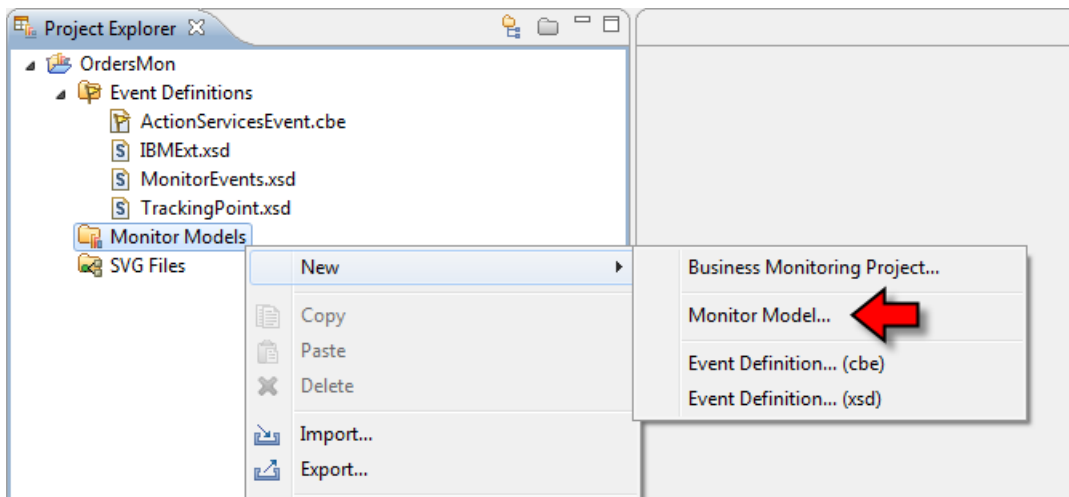 Project Explorer
OrdersMon
Event Definitions
ActionServicesEvent.cbe
IBMExt.xsd
MonitorEvents.xsd
TrackingPoint.xsd
Monitor Models
SVG Files
New
Copy
Paste
Delete
Import...
Export...
Business Monitoring Project...
Monitor Model...
Event Definition... (cbe)
Event Definition... (xsd)